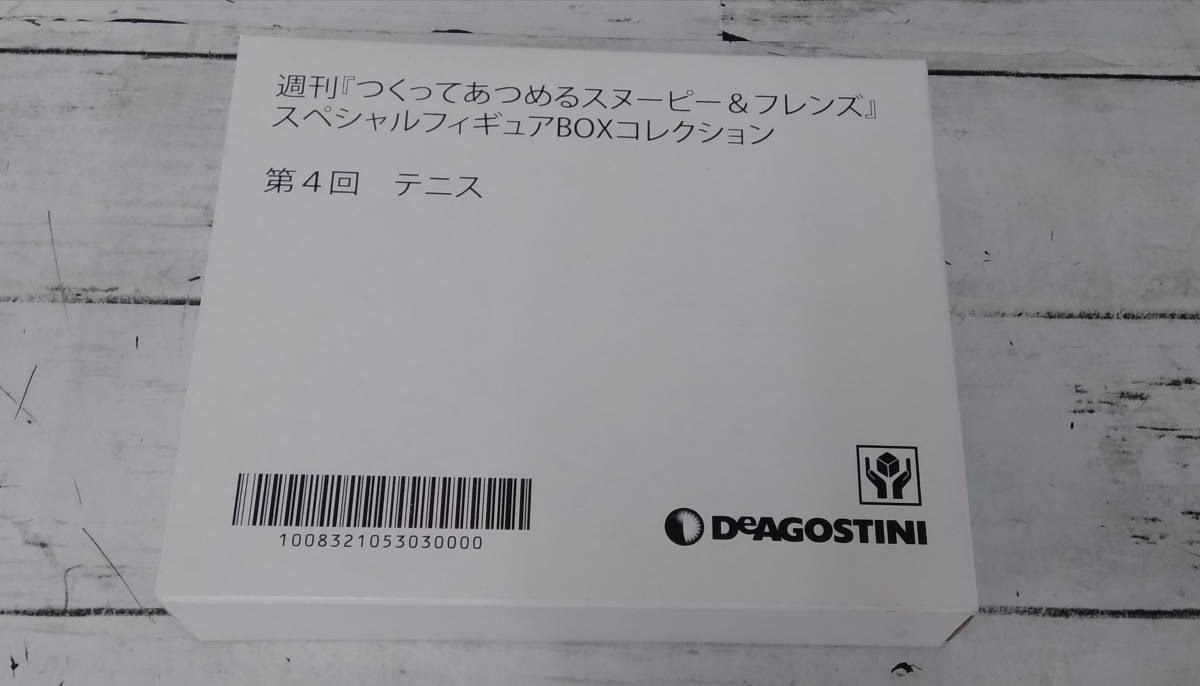 週刊『つくってあつめるスヌーピー＆フレンズ』
スペシャルフィギュアBOXコレクション
第４回　テニス
1008321053030000
DeAGOSTINI